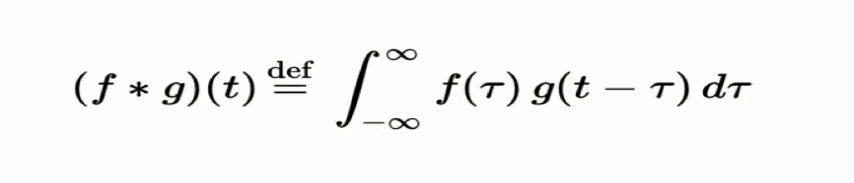 (f ∗ g)(t) ≝ ∫_{−∞}^{∞} f(τ) g(t − τ) dτ